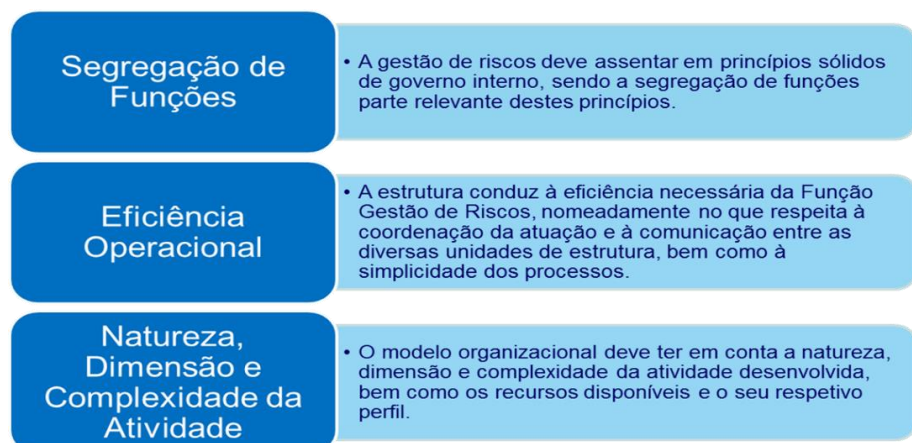 Segregação de
Funções
• A gestão de riscos deve assentar em princípios sólidos
de governo interno, sendo a segregação de funções
parte relevante destes princípios.
Eficiência
Operacional
• A estrutura conduz à eficiência necessária da Função
Gestão de Riscos, nomeadamente no que respeita à
coordenação da atuação e à comunicação entre as
diversas unidades de estrutura, bem como à
simplicidade dos processos.
Natureza,
Dimensão e
Complexidade da
Atividade
• O modelo organizacional deve ter em conta a natureza,
dimensão e complexidade da atividade desenvolvida,
bem como os recursos disponíveis e o seu respetivo
perfil.